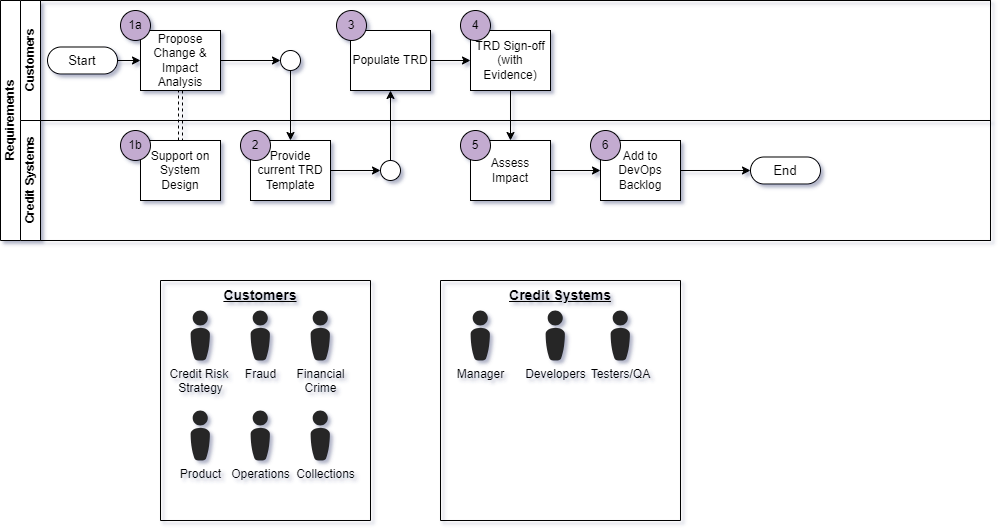 Requirements
Customers
Credit Systems
Start
1a
Propose
Change &
Impact
Analysis
3
Populate TRD
4
TRD Sign-off
(with
Evidence)
1b
Support on
System
Design
2
Provide
current TRD
Template
5
Assess
Impact
6
Add to
DevOps
Backlog
End
Customers
Credit Risk
Strategy
Fraud
Financial
Crime
Product
Operations
Collections
Credit Systems
Manager
Developers
Testers/QA